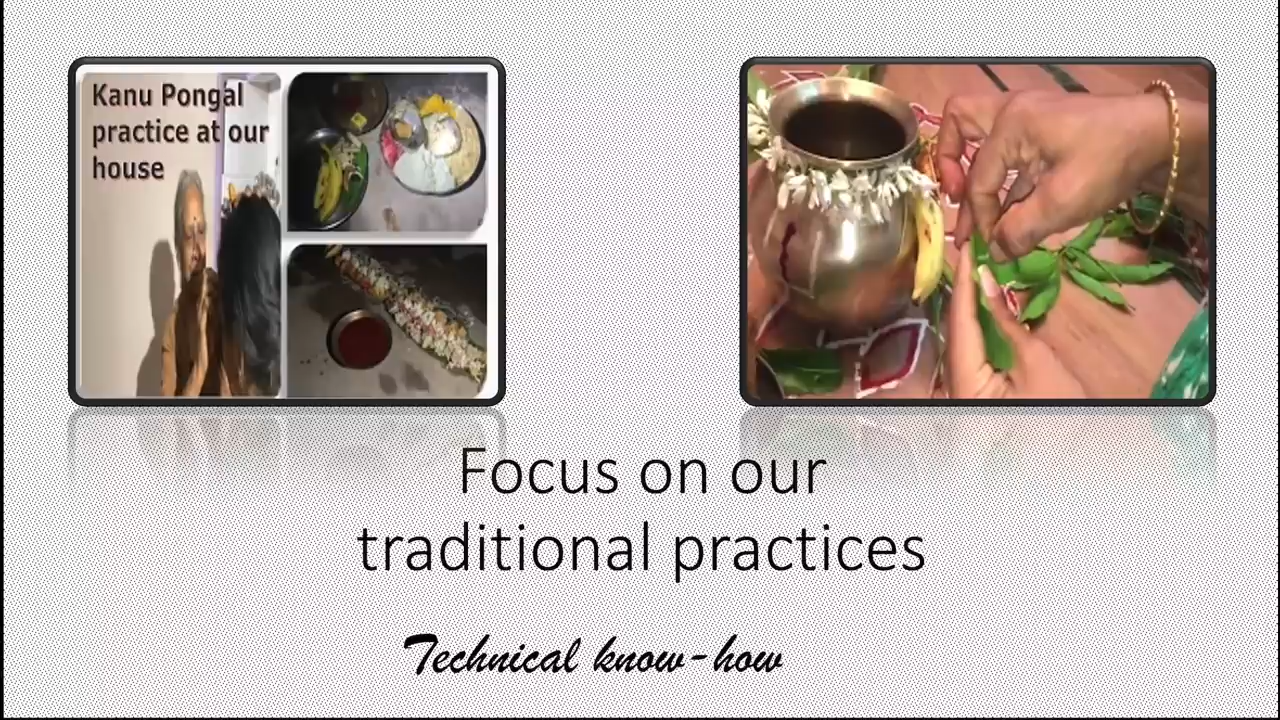 Kanu Pongal
practice at our
house
Focus on our
traditional practices
Technical know-how